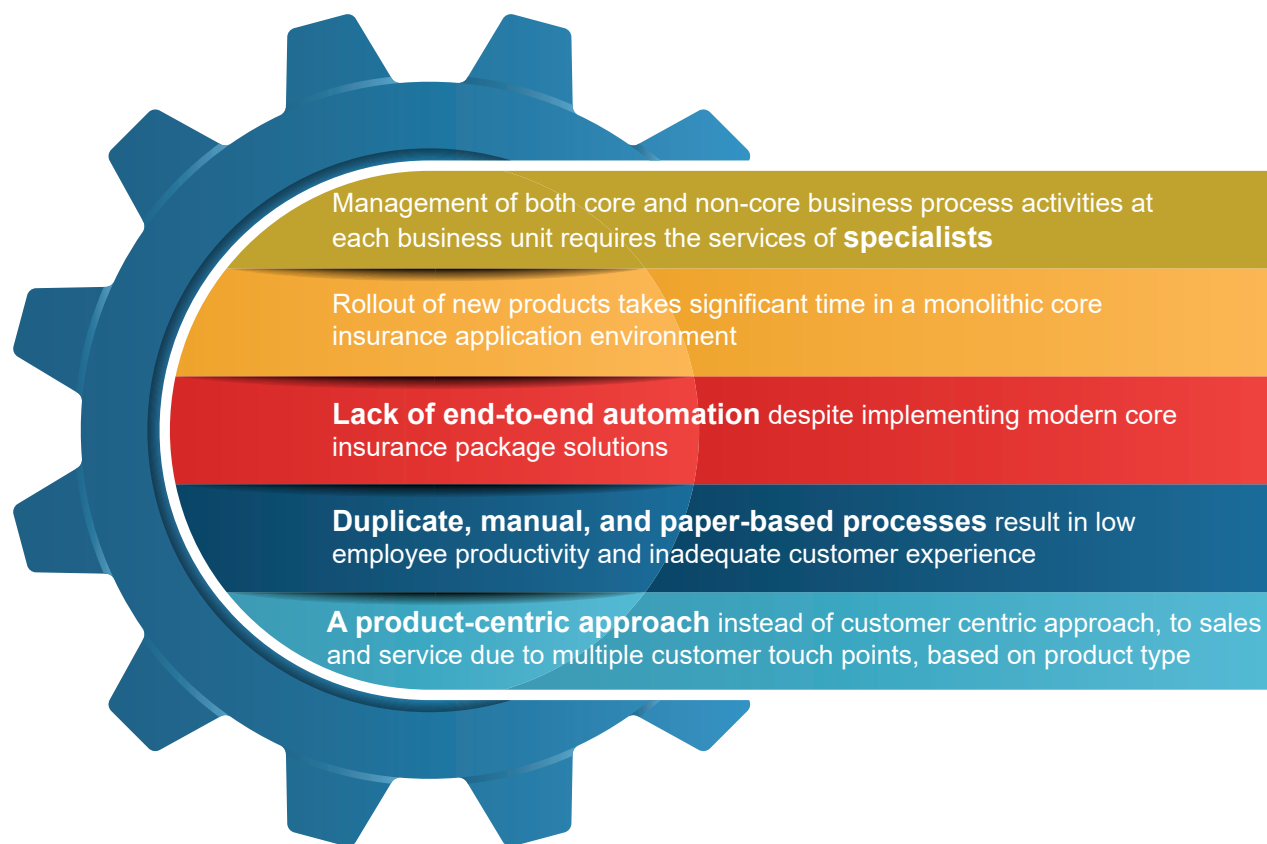 Management of both core and non-core business process activities at
each business unit requires the services of specialists
Rollout of new products takes significant time in a monolithic core
insurance application environment
Lack of end-to-end automation despite implementing modern core
insurance package solutions
Duplicate, manual, and paper-based processes result in low
employee productivity and inadequate customer experience
A product-centric approach instead of customer centric approach, to sales
and service due to multiple customer touch points, based on product type